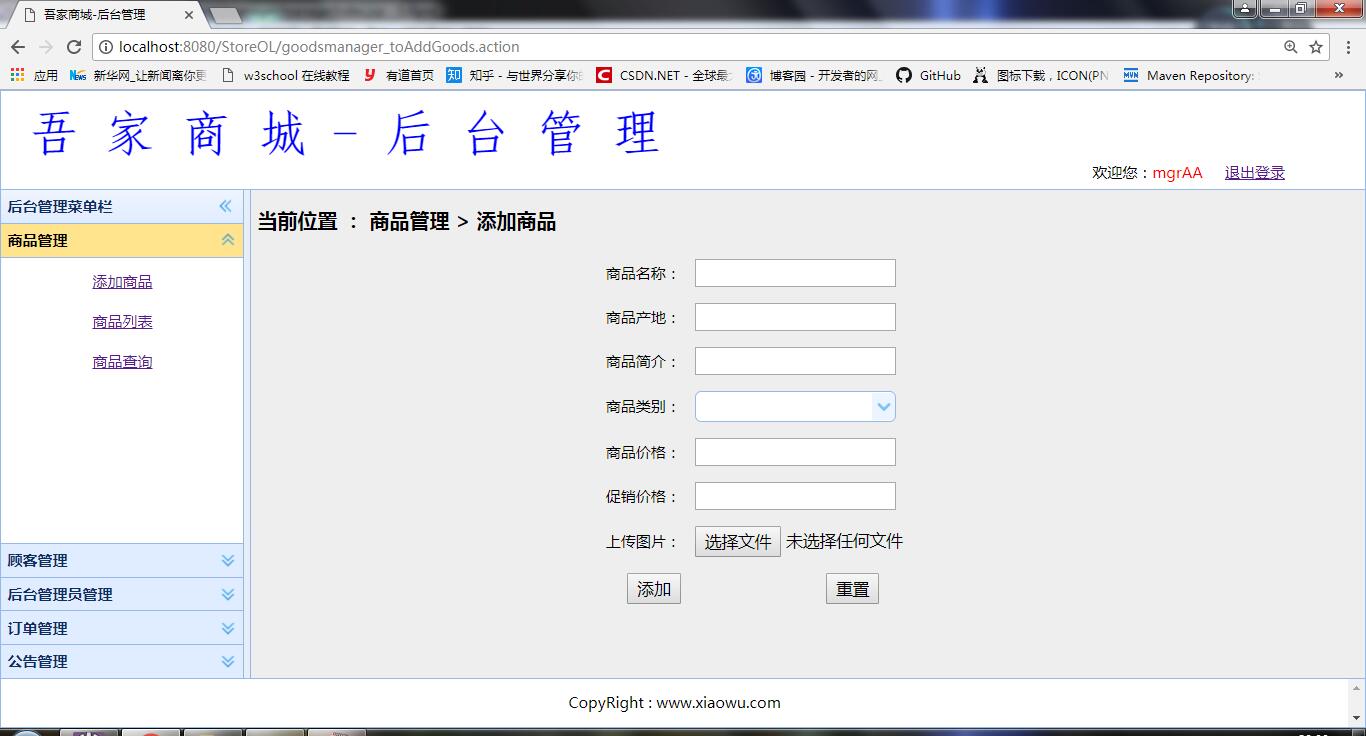 吾家商城-后台管理
localhost:8080/StoreOL/goodsmanager_toAddGoods.action
应用 新华网_让新闻离你更 w3school 在线教程 有道首页 知乎 - 与世界分享你 CSDN.NET - 全球最 博客园 - 开发者的网 GitHub 图标下载，ICON(PN Maven Repository:
吾家商城-后台管理
欢迎您：mgrAA 退出登录
后台管理菜单栏
商品管理
添加商品
商品列表
商品查询
顾客管理
后台管理员管理
订单管理
公告管理
当前位置 ： 商品管理 > 添加商品
商品名称：
商品产地：
商品简介：
商品类别：
商品价格：
促销价格：
上传图片： 选择文件 未选择任何文件
添加 重置
CopyRight : www.xiaowu.com